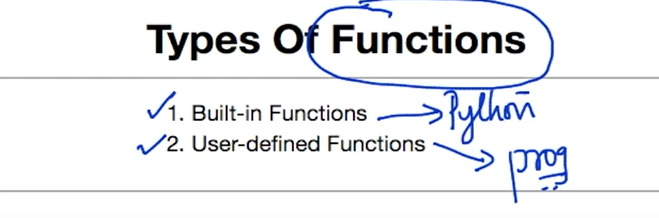 Types Of Functions
1. Built-in Functions → Python
2. User-defined Functions → prog